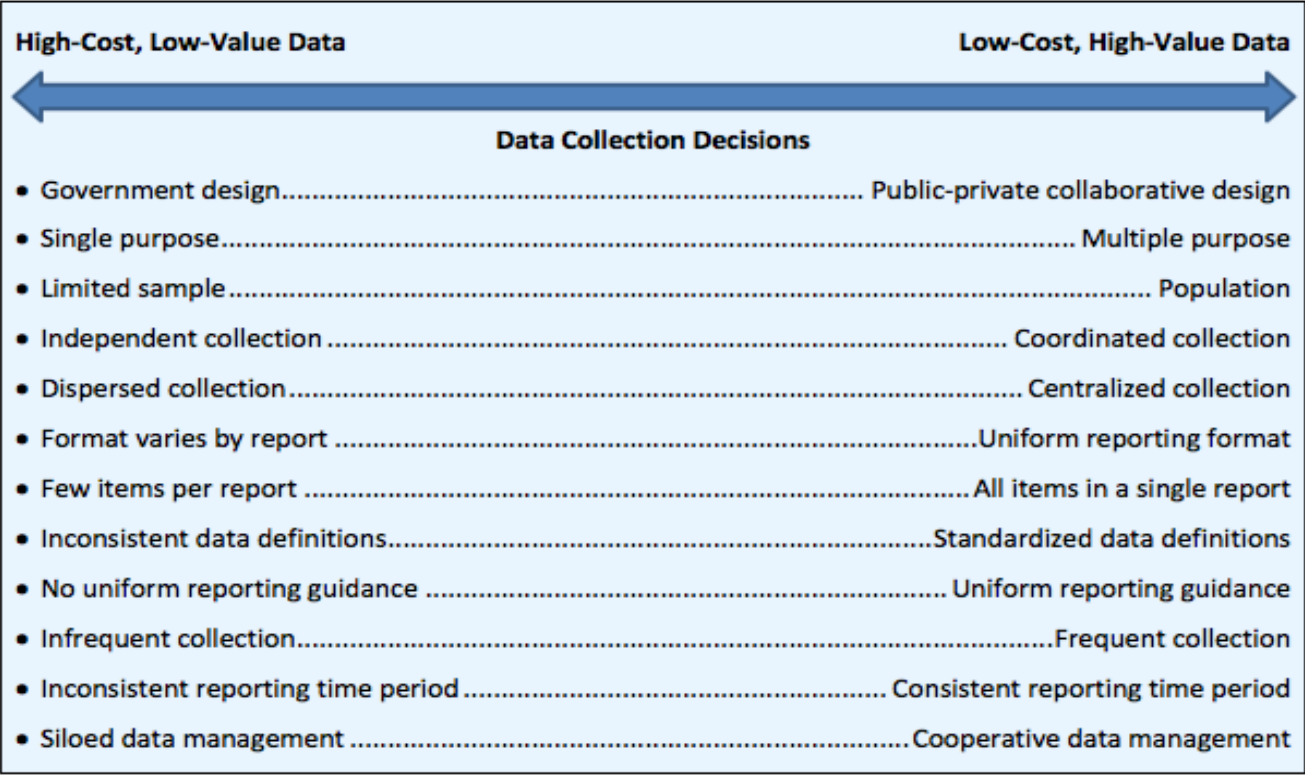 High-Cost, Low-Value Data Low-Cost, High-Value Data
Data Collection Decisions
• Government design.................................................................................. Public-private collaborative design
• Single purpose................................................................................................................ Multiple purpose
• Limited sample......................................................................................................................... Population
• Independent collection......................................................................................... Coordinated collection
• Dispersed collection................................................................................................ Centralized collection
• Format varies by report ....................................................................................Uniform reporting format
• Few items per report ....................................................................................... All items in a single report
• Inconsistent data definitions.......................................................................Standardized data definitions
• No uniform reporting guidance .................................................................... Uniform reporting guidance
• Infrequent collection...................................................................................................Frequent collection
• Inconsistent reporting time period....................................................... Consistent reporting time period
• Siloed data management .........................................................................Cooperative data management